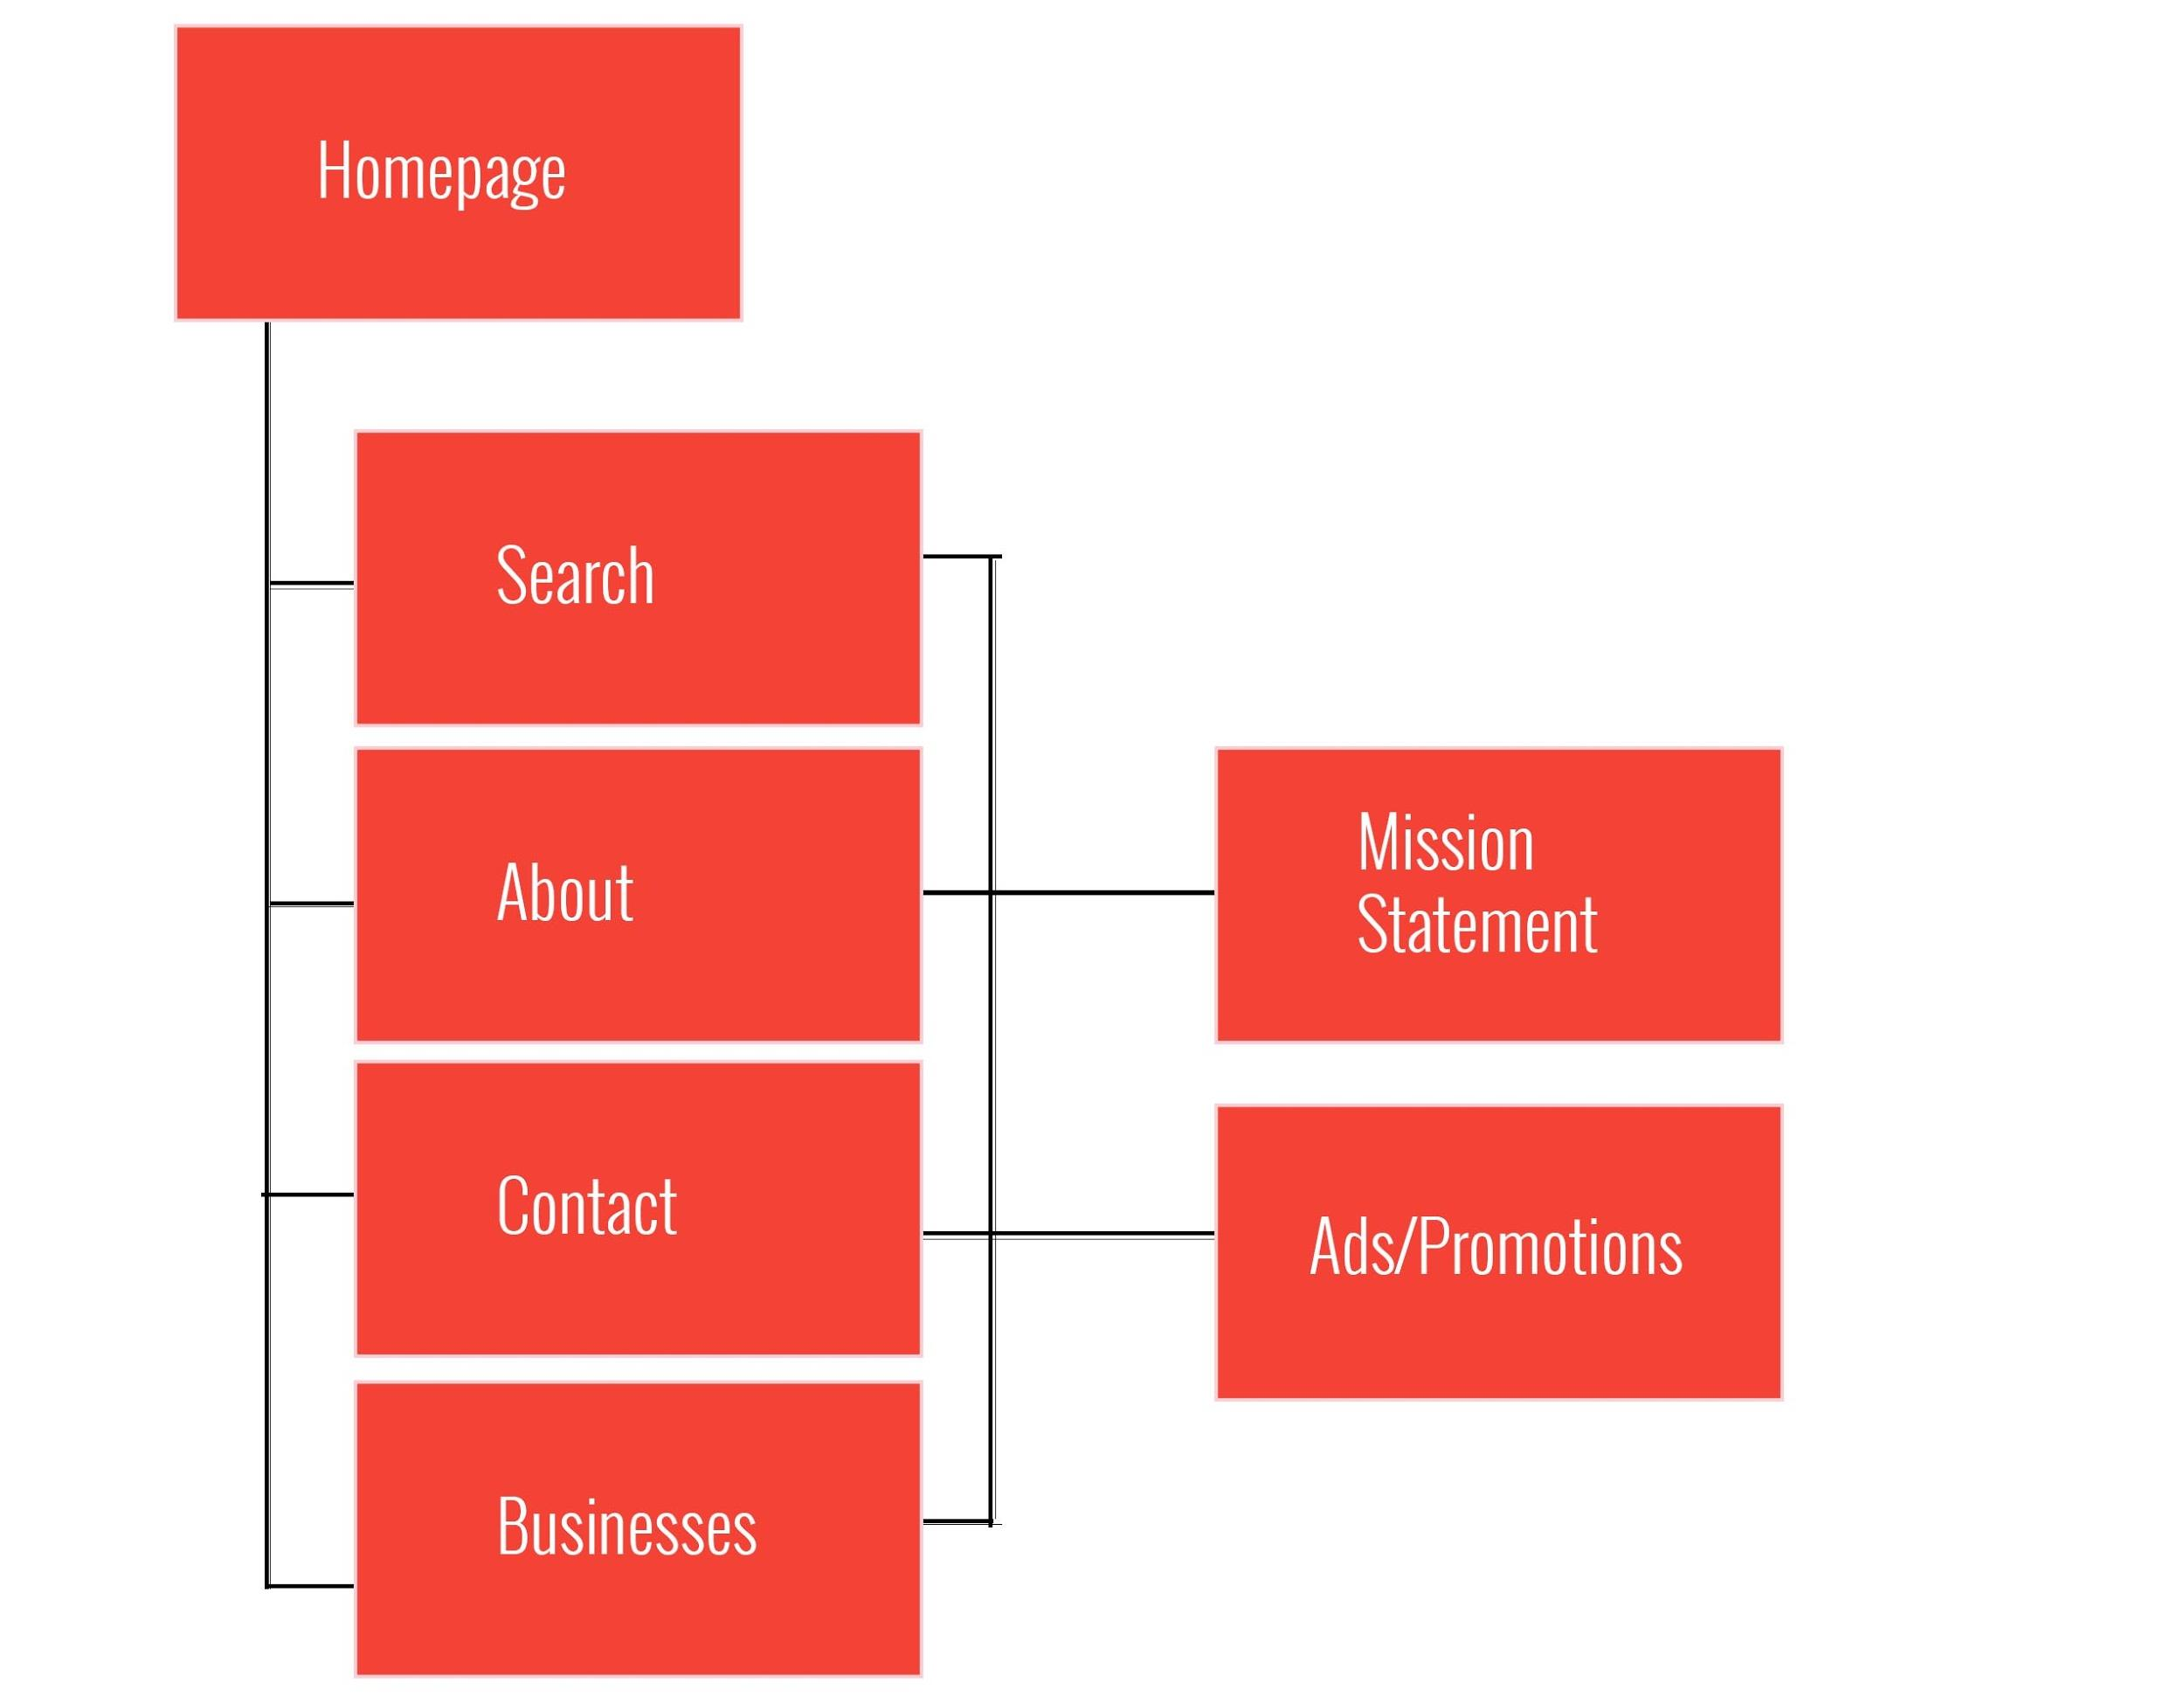 Homepage
Search
About
Mission
Statement
Contact
Ads/Promotions
Businesses